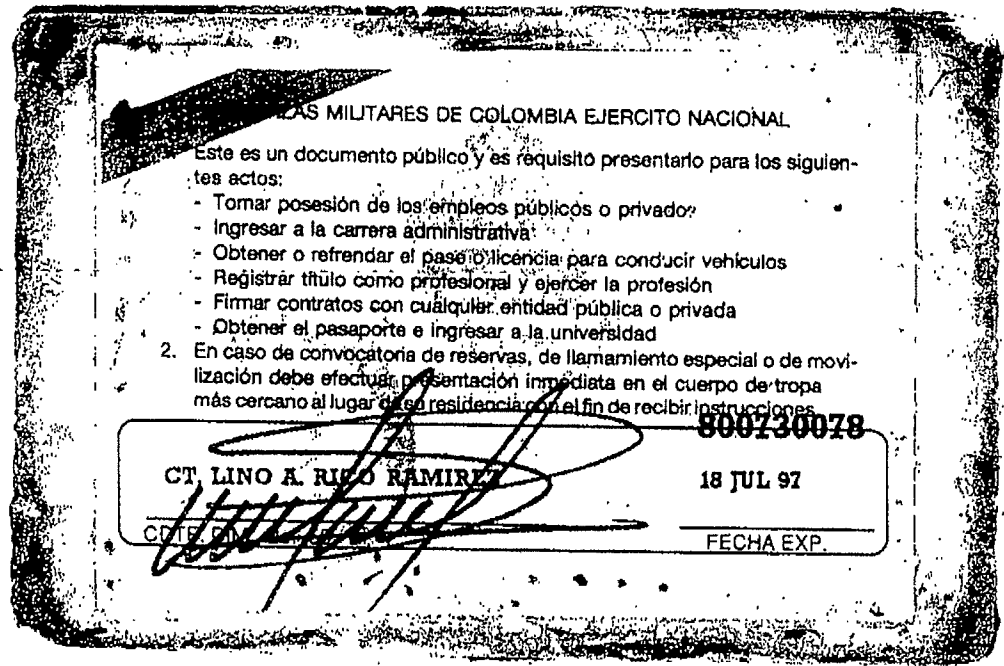 MILITARES DE COLOMBIA EJERCITO NACIONAL
Este es un documento público y es requisito presentarlo para los siguien-
tes actos:
- Tomar posesión de los empleos públicos o privados
- Ingresar a la carrera administrativa
- Obtener o refrendar el pase o licencia para conducir vehículos
- Registrar título como profesional y ejercer la profesión
- Firmar contratos con cualquier entidad pública o privada
- Obtener el pasaporte e ingresar a la universidad
2. En caso de convocatoria de reservas, de llamamiento especial o de movi-
lización debe efectuar presentación inmediata en el cuerpo de tropa
más cercano al lugar de su residencia con el fin de recibir instrucciones
800730078
CT. LINO A. RICO RAMIREZ
18 JUL 97
CDTE.
FECHA EXP.